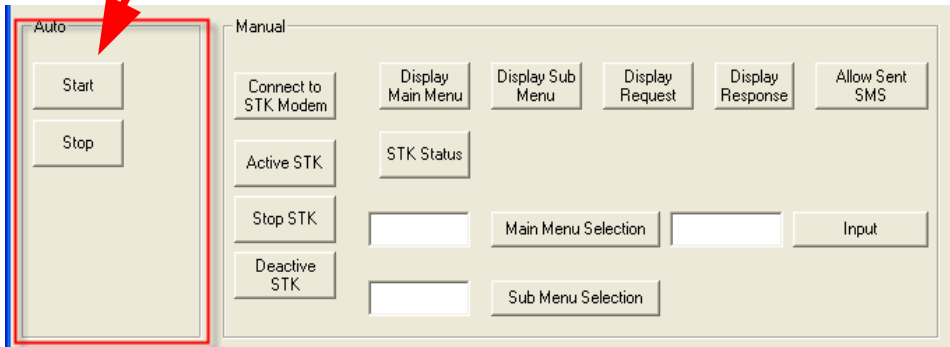 Auto
Start
Stop
Manual
Connect to
STK Modem
Display
Main Menu
Display Sub
Menu
Display
Request
Display
Response
Allow Sent
SMS
Active STK
STK Status
Stop STK
Main Menu Selection
Input
Deactive
STK
Sub Menu Selection